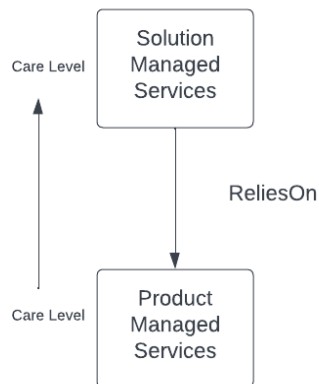 Solution
Managed
Services
Care Level
ReliesOn
Product
Managed
Services
Care Level